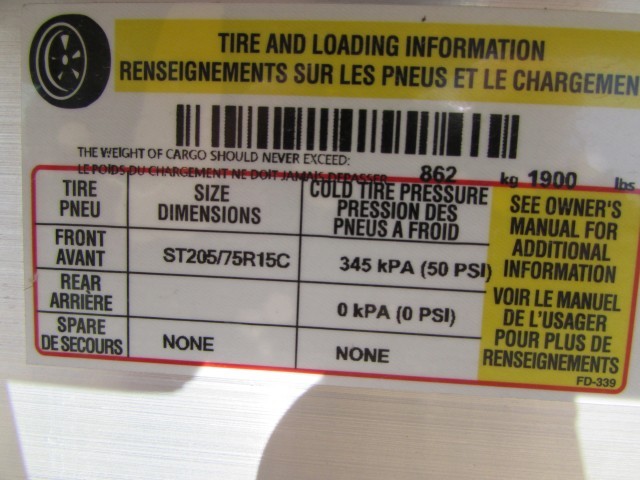 TIRE AND LOADING INFORMATION
RENSEIGNEMENTS SUR LES PNEUS ET LE CHARGEMEN
THE WEIGHT OF CARGO SHOULD NEVER EXCEED:
LE POIDS DU CHARGEMENT NE DOIT JAMAIS DEPASSER 862 kg 1900 lbs
TIRE
PNEU
SIZE
DIMENSIONS
COLD TIRE PRESSURE
PRESSION DES
PNEUS A FROID
SEE OWNER'S
MANUAL FOR
ADDITIONAL
INFORMATION
VOIR LE MANUEL
DE L'USAGER
POUR PLUS DE
RENSEIGNEMENTS
FRONT
AVANT
ST205/75R15C
345 kPA (50 PSI)
REAR
ARRIÈRE
0 kPA (0 PSI)
SPARE
DE SECOURS
NONE
NONE
FD-339